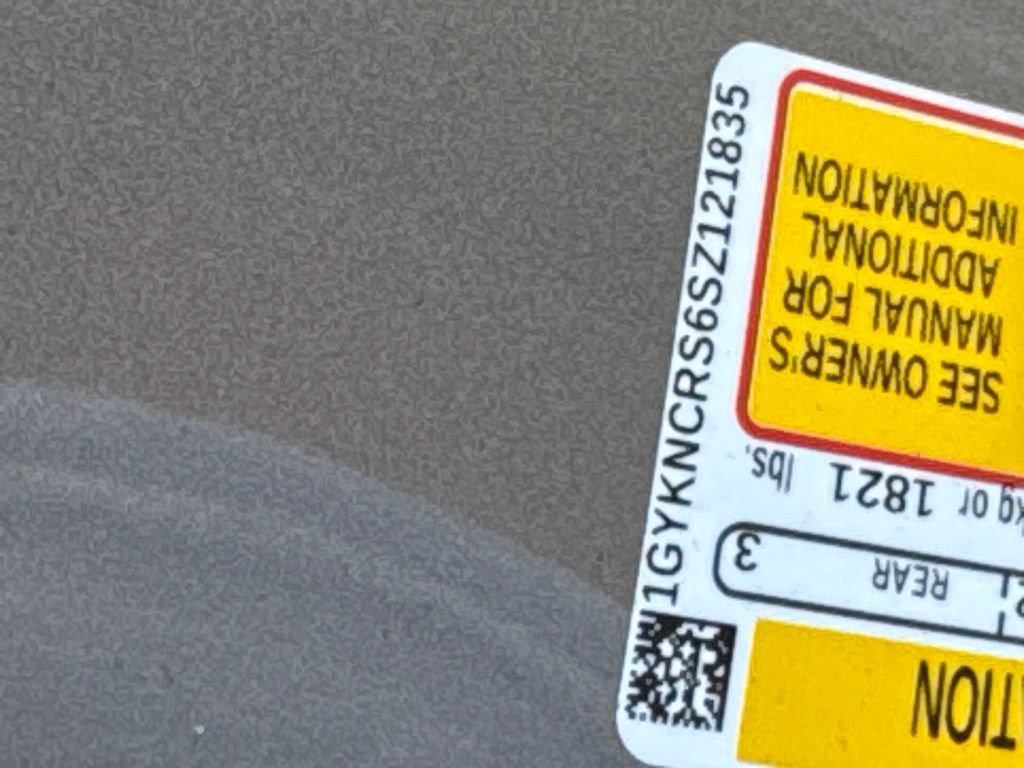 TION
REAR 3
kg or 1821 lbs.
SEE OWNER'S
MANUAL FOR
ADDITIONAL
INFORMATION
1GYKNCRS6SZ121835